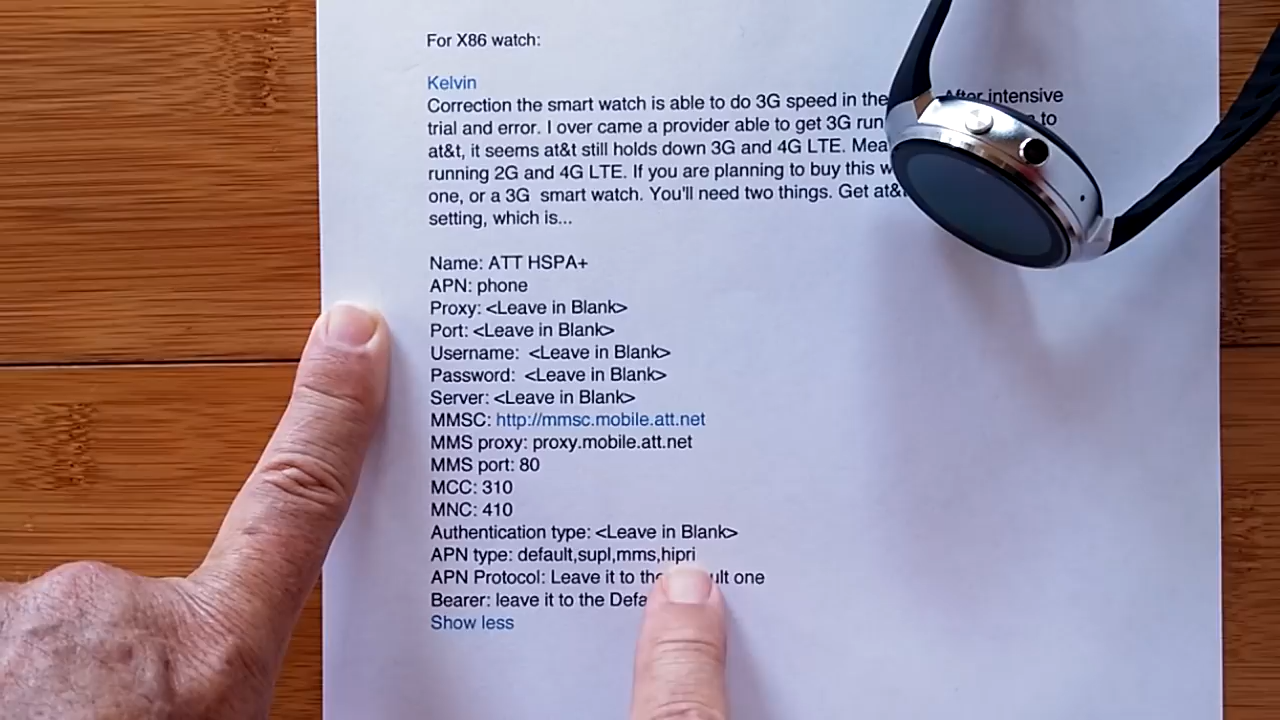 For X86 watch:
Kelvin
Correction the smart watch is able to do 3G speed in the After intensive
trial and error. I over came a provider able to get 3G run to
at&t, it seems at&t still holds down 3G and 4G LTE.
running 2G and 4G LTE. If you are planning to buy this
one, or a 3G smart watch. You'll need two things. Get at&t
setting, which is...
Name: ATT HSPA+
APN: phone
Proxy: <Leave in Blank>
Port: <Leave in Blank>
Username: <Leave in Blank>
Password: <Leave in Blank>
Server: <Leave in Blank>
MMSC: http://mmsc.mobile.att.net
MMS proxy: proxy.mobile.att.net
MMS port: 80
MCC: 310
MNC: 410
Authentication type: <Leave in Blank>
APN type: default,supl,mms,hipri
APN Protocol: Leave it to the one
Bearer: leave it to the
Show less